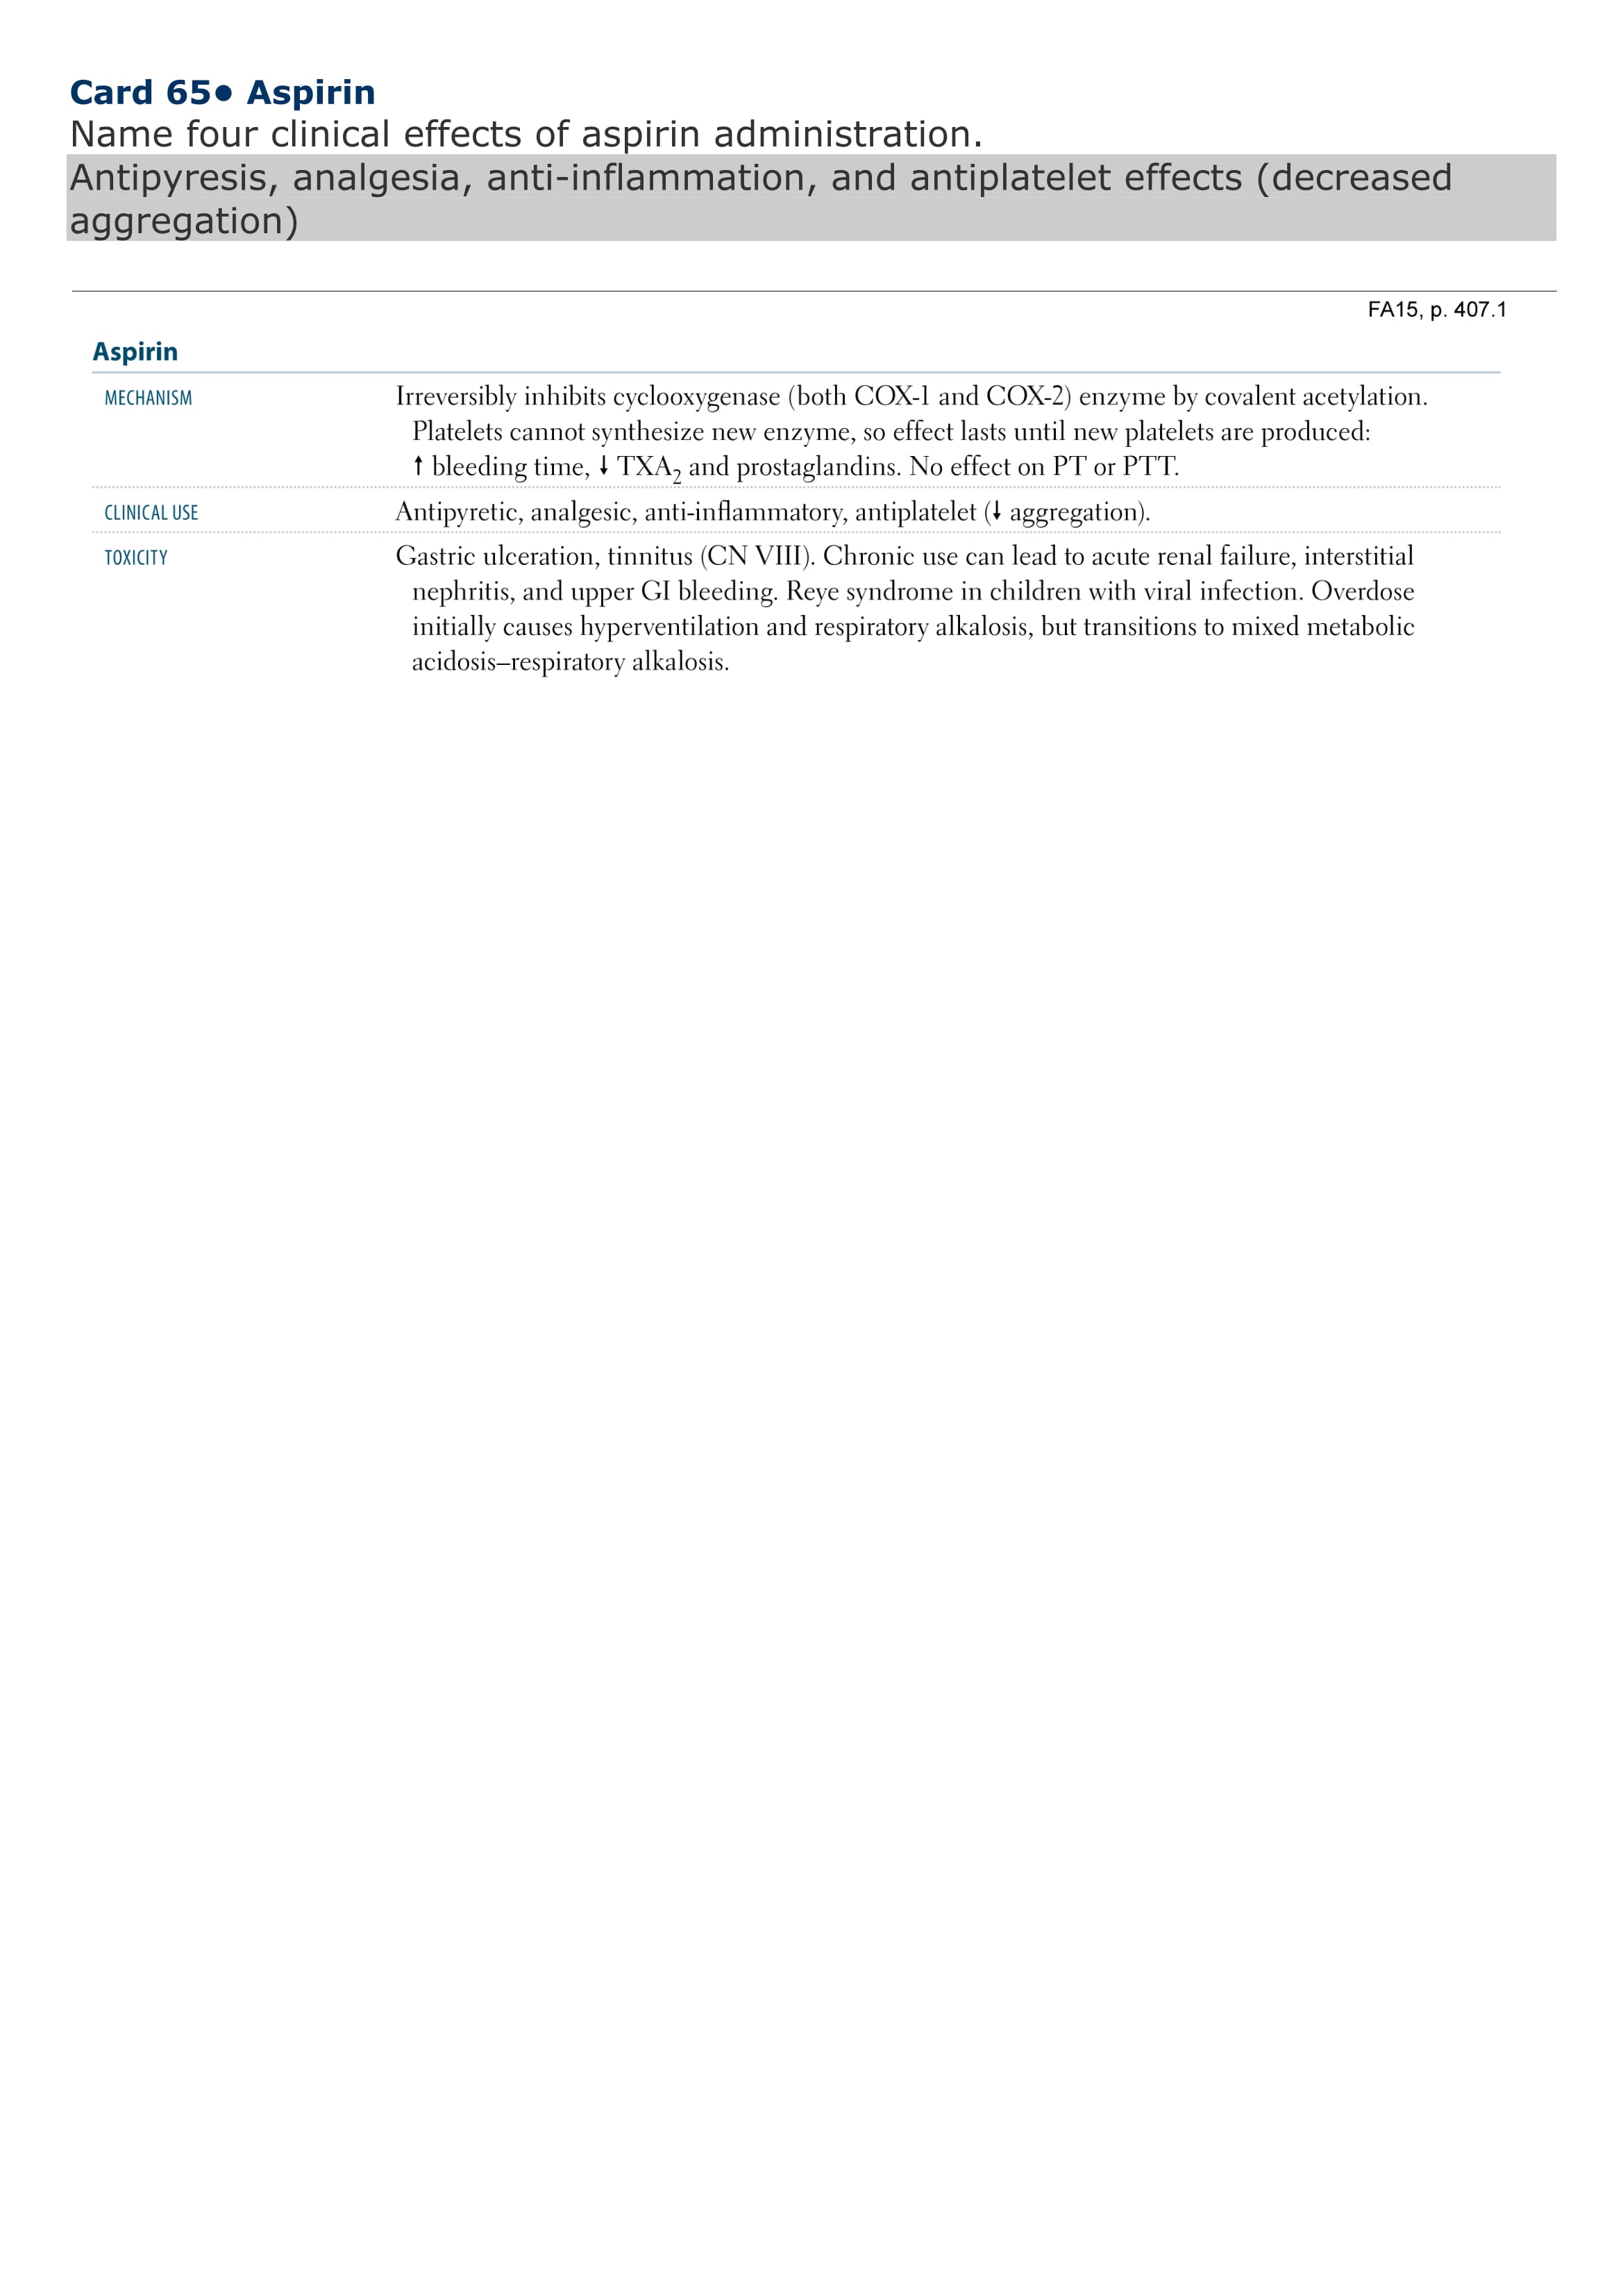 Card 65● Aspirin
Name four clinical effects of aspirin administration.
Antipyresis, analgesia, anti-inflammation, and antiplatelet effects (decreased
aggregation)
FA15, p. 407.1
Aspirin
MECHANISM Irreversibly inhibits cyclooxygenase (both COX-1 and COX-2) enzyme by covalent acetylation.
Platelets cannot synthesize new enzyme, so effect lasts until new platelets are produced:
↑ bleeding time, ↓ TXA₂ and prostaglandins. No effect on PT or PTT.
CLINICAL USE Antipyretic, analgesic, anti-inflammatory, antiplatelet (↓ aggregation).
TOXICITY Gastric ulceration, tinnitus (CN VIII). Chronic use can lead to acute renal failure, interstitial
nephritis, and upper GI bleeding. Reye syndrome in children with viral infection. Overdose
initially causes hyperventilation and respiratory alkalosis, but transitions to mixed metabolic
acidosis–respiratory alkalosis.